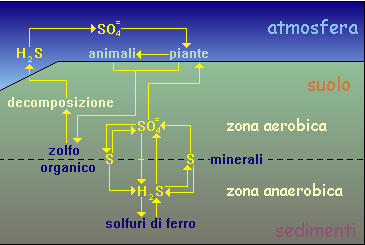 atmosfera
SO₄⁼
H₂S
animali piante
suolo
decomposizione
SO₄⁼ zona aerobica
zolfo
organico
S S minerali
H₂S zona anaerobica
solfuri di ferro
sedimenti